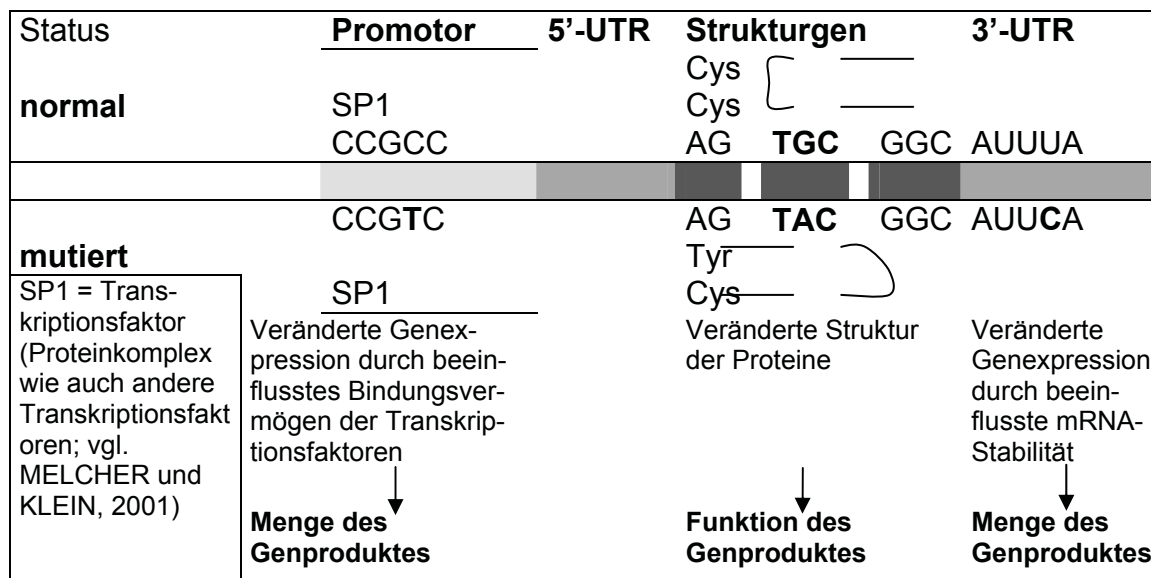 Status Promotor 5’-UTR Strukturgen 3’-UTR
Cys
normal SP1 Cys
CCGCC AG TGC GGC AUUUA
CCGTC AG TAC GGC AUUCA
mutiert Tyr
SP1 Cys
SP1 = Trans-
kriptionsfaktor
(Proteinkomplex
wie auch andere
Transkriptionsfakt
oren; vgl.
MELCHER und
KLEIN, 2001)
Veränderte Genex-
pression durch beein-
flusstes Bindungsver-
mögen der Transkrip-
tionsfaktoren
Menge des
Genproduktes
Veränderte Struktur
der Proteine
Funktion des
Genproduktes
Veränderte
Genexpression
durch beein-
flusste mRNA-
Stabilität
Menge des
Genproduktes